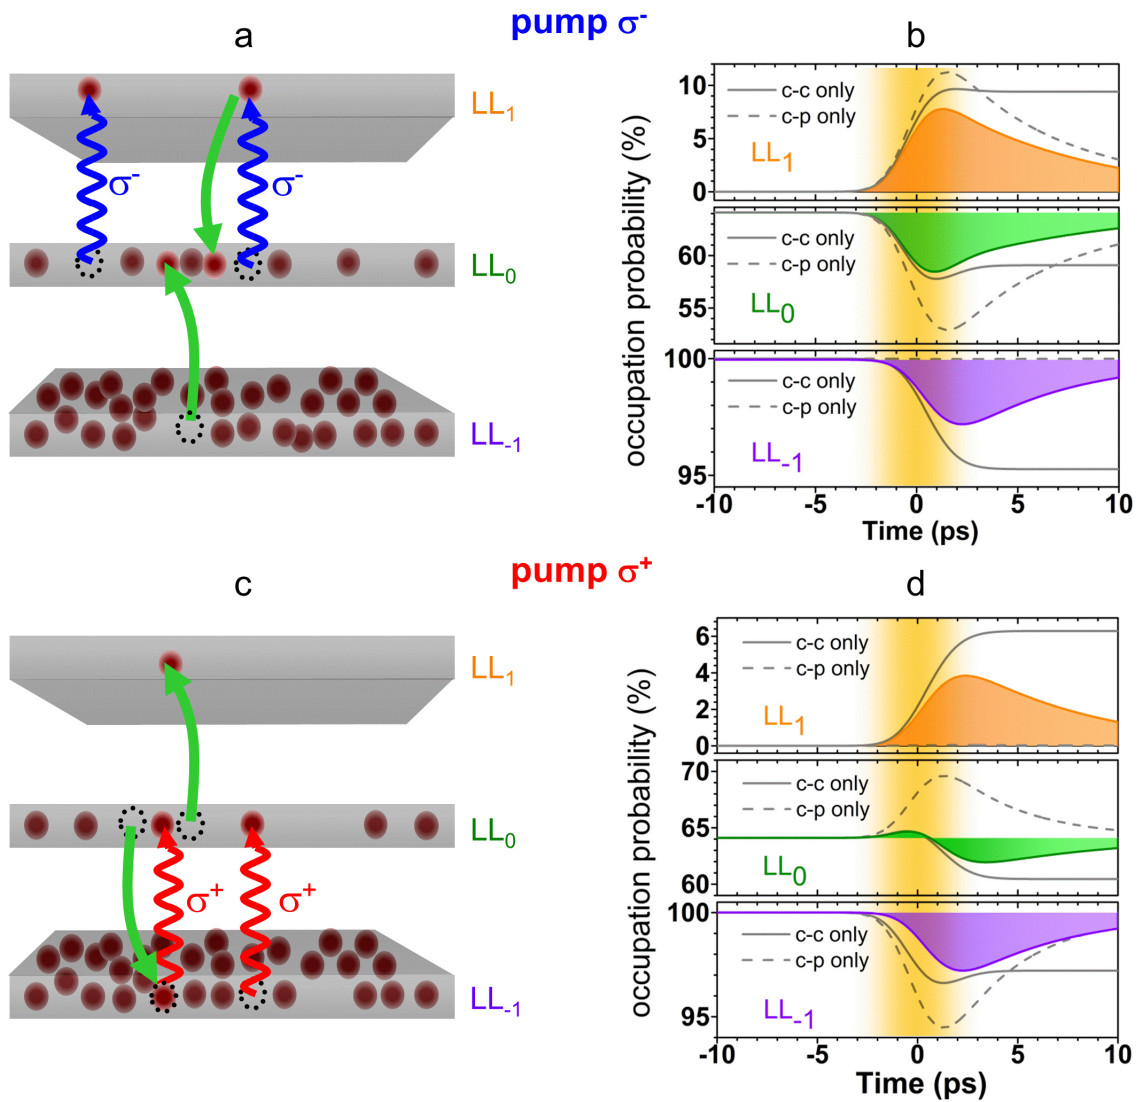 pump σ-
a
LL1
σ-
σ-
LL0
LL-1
b
occupation probability (%)
10
5
0
c-c only
c-p only
LL1
60
55
c-c only
c-p only
LL0
100
95
c-c only
c-p only
LL-1
-10 -5 0 5 10
Time (ps)
pump σ+
c
LL1
LL0
σ+
σ+
LL-1
d
occupation probability (%)
6
4
2
0
c-c only
c-p only
LL1
70
65
60
c-c only
c-p only
LL0
100
95
c-c only
c-p only
LL-1
-10 -5 0 5 10
Time (ps)